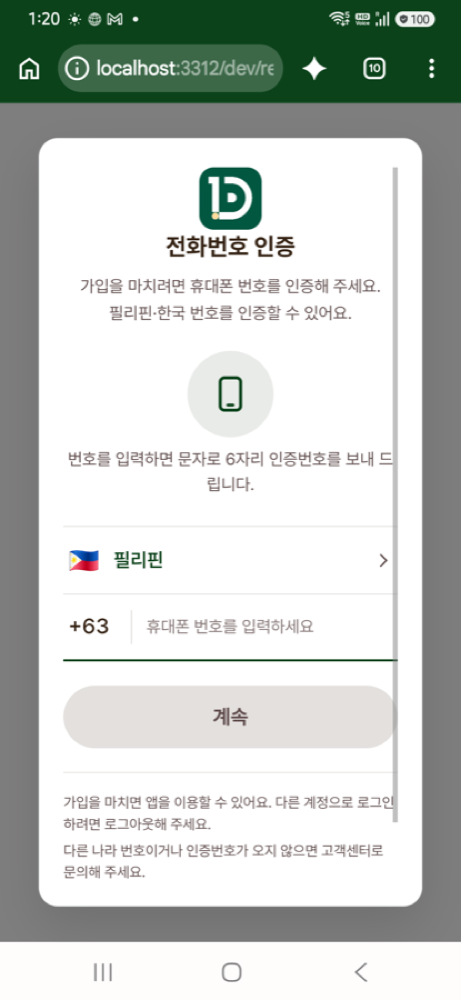 1:20
100
localhost:3312/dev/re
10
1D
전화번호 인증
가입을 마치려면 휴대폰 번호를 인증해 주세요.
필리핀·한국 번호를 인증할 수 있어요.
번호를 입력하면 문자로 6자리 인증번호를 보내 드
립니다.
필리핀
+63
휴대폰 번호를 입력하세요
계속
가입을 마치면 앱을 이용할 수 있어요. 다른 계정으로 로그인
하려면 로그아웃해 주세요.
다른 나라 번호이거나 인증번호가 오지 않으면 고객센터로
문의해 주세요.